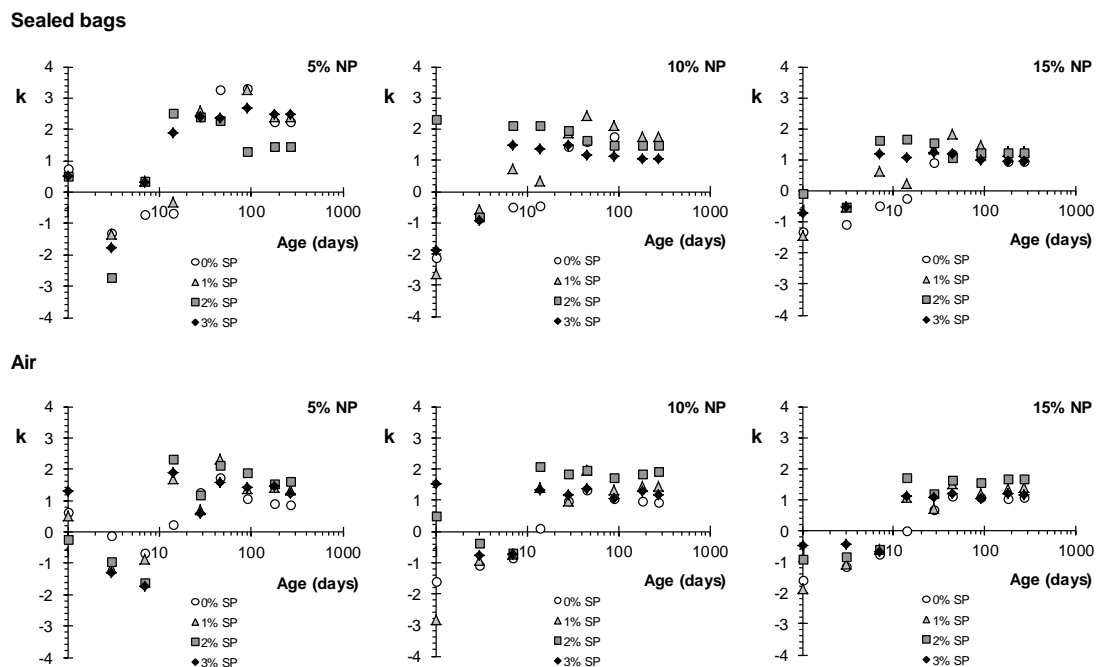 Sealed bags
5% NP
k
4
3
2
1
0
-1
-2
-3
-4
10 100 1000
Age (days)
0% SP
1% SP
2% SP
3% SP
10% NP
k
4
3
2
1
0
-1
-2
-3
-4
10 100 1000
Age (days)
0% SP
1% SP
2% SP
3% SP
15% NP
k
4
3
2
1
0
-1
-2
-3
-4
10 100 1000
Age (days)
0% SP
1% SP
2% SP
3% SP
Air
5% NP
k
4
3
2
1
0
-1
-2
-3
-4
10 100 1000
Age (days)
0% SP
1% SP
2% SP
3% SP
10% NP
k
4
3
2
1
0
-1
-2
-3
-4
10 100 1000
Age (days)
0% SP
1% SP
2% SP
3% SP
15% NP
k
4
3
2
1
0
-1
-2
-3
-4
10 100 1000
Age (days)
0% SP
1% SP
2% SP
3% SP